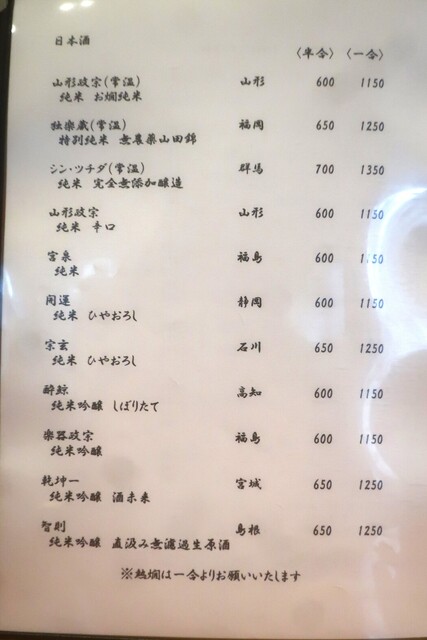 日本酒
〈半合〉 〈一合〉
山形政宗(常温) 山形 600 1150
純米 お燗純米
独楽蔵(常温) 福岡 650 1250
特別純米 無農薬山田錦
シン・ツチダ(常温) 群馬 700 1350
純米 完全無添加醸造
山形政宗 山形 600 1150
純米 辛口
宮泉 福島 600 1150
純米
開運 静岡 600 1150
純米 ひやおろし
宗玄 石川 650 1250
純米 ひやおろし
酔鯨 高知 600 1150
純米吟醸 しぼりたて
楽器政宗 福島 600 1150
純米吟醸
乾坤一 宮城 650 1250
純米吟醸 酒未来
智則 島根 650 1250
純米吟醸 直汲み無濾過生原酒
※熱燗は一合よりお願いいたします